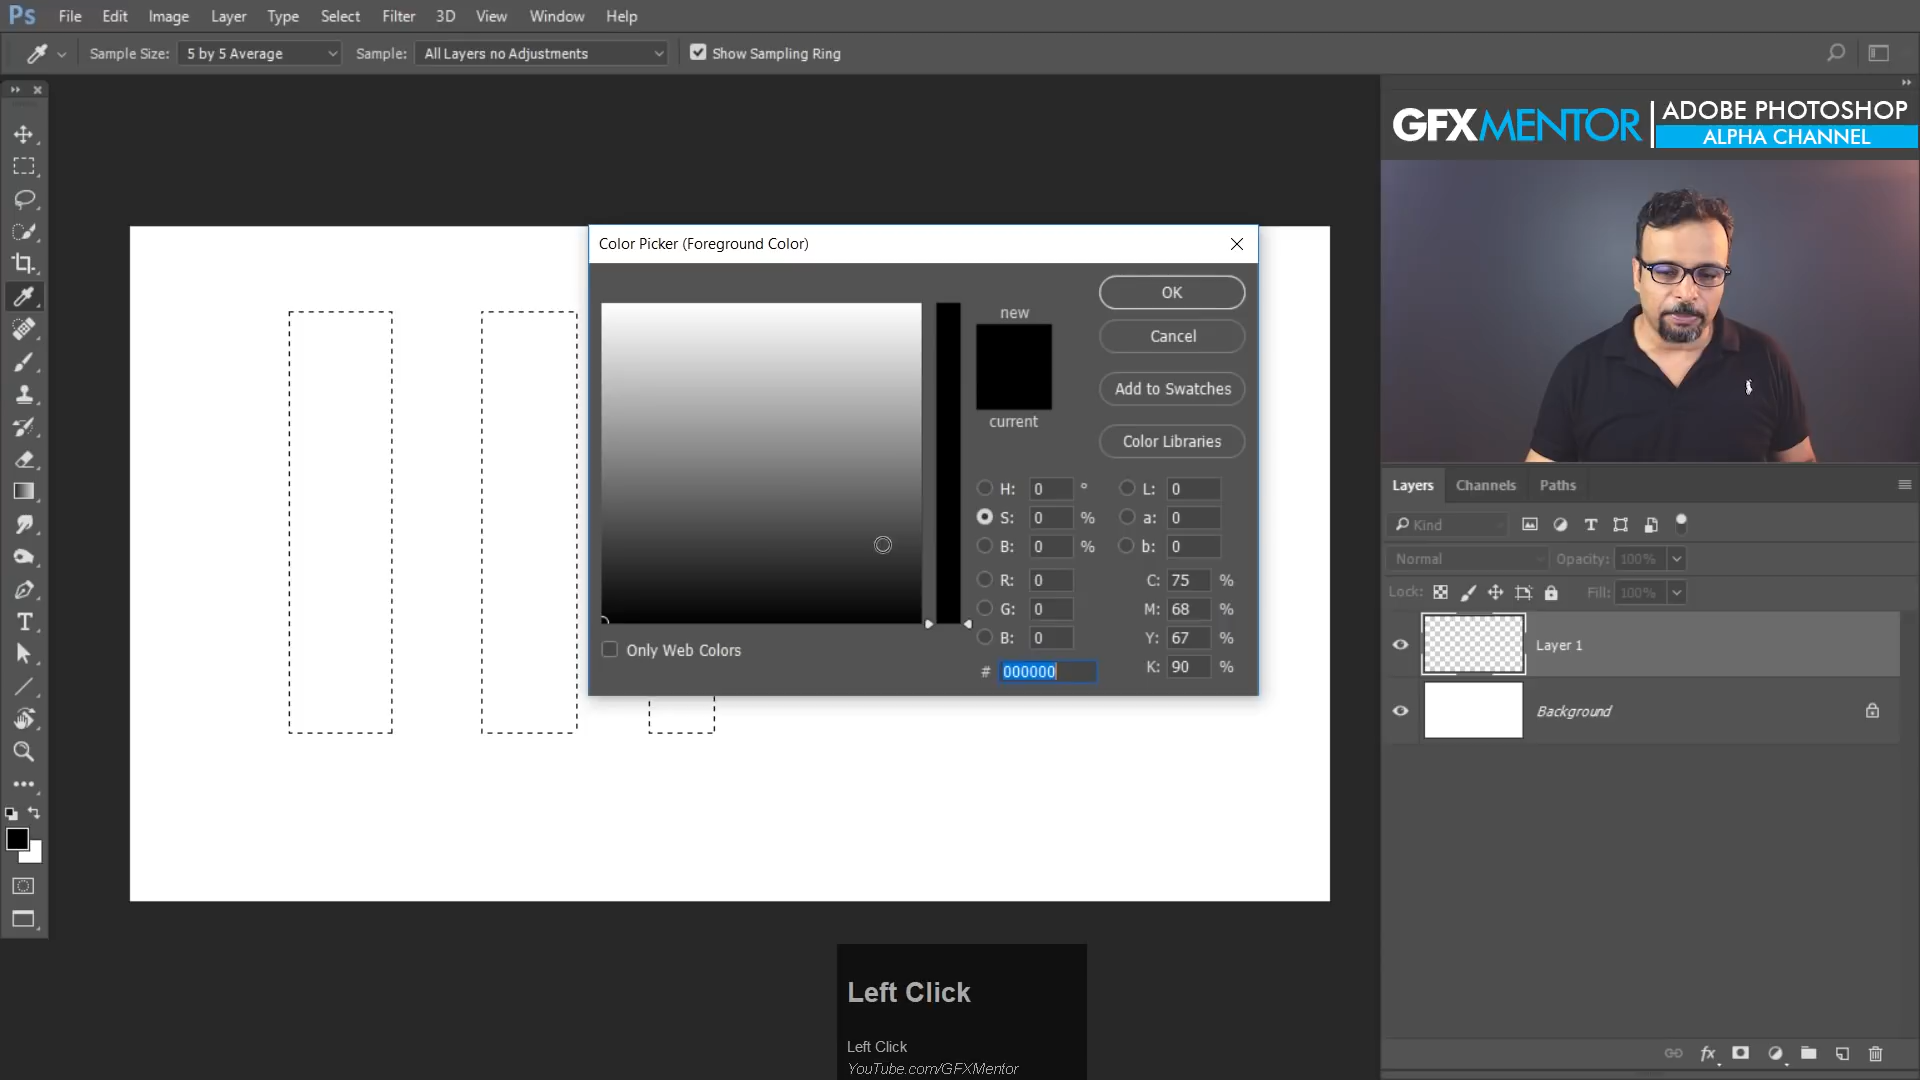 Ps File Edit Image Layer Type Select Filter 3D View Window Help
Sample Size: 5 by 5 Average Sample: All Layers no Adjustments Show Sampling Ring
GFXMENTOR ADOBE PHOTOSHOP
ALPHA CHANNEL
Color Picker (Foreground Color)
OK
new
Cancel
Add to Swatches
current
Color Libraries
H: 0 ° L: 0
S: 0 % a: 0
B: 0 % b: 0
R: 0 C: 75 %
G: 0 M: 68 %
B: 0 Y: 67 %
Only Web Colors
# 000000 K: 90 %
Layers Channels Paths
Kind
Normal Opacity: 100%
Lock: Fill: 100%
Layer 1
Background
fx
Left Click
Left Click
YouTube.com/GFXMentor